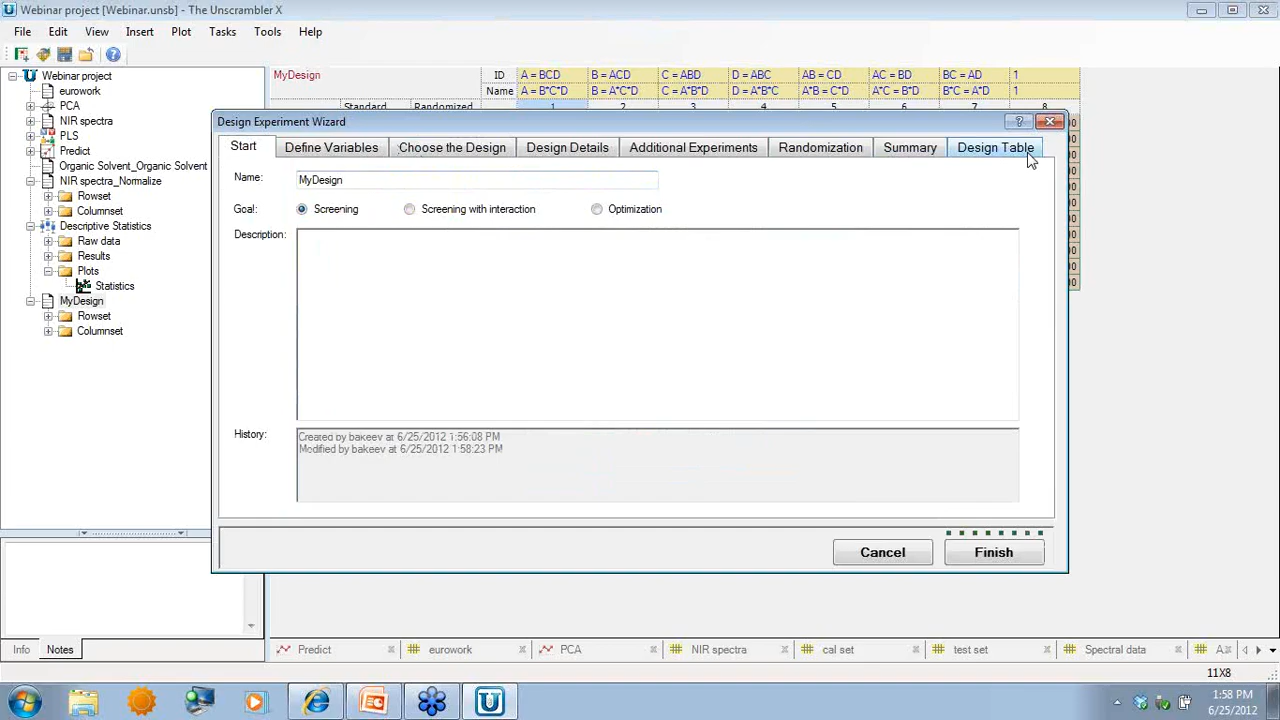 Webinar project [Webinar.unsb] - The Unscrambler X
File Edit View Insert Plot Tasks Tools Help
Webinar project
eurowork
PCA
NIR spectra
PLS
Predict
Organic Solvent_Organic Solvent
NIR spectra_Normalize
Rowset
Columnset
Descriptive Statistics
Raw data
Results
Plots
Statistics
MyDesign
Rowset
Columnset
Info Notes
MyDesign ID A = BCD B = ACD C = ABD D = ABC AB = CD AC = BD BC = AD 1
Name A = B*C*D B = A*C*D C = A*B*D D = A*B*C A*B = C*D A*C = B*D B*C = A*D 1
Standard Randomized 1 2 3 4 5 6 7 8
Design Experiment Wizard
Start Define Variables Choose the Design Design Details Additional Experiments Randomization Summary Design Table
Name: MyDesign
Goal: Screening Screening with interaction Optimization
Description:
History:
Created by bakeev at 6/25/2012 1:56:08 PM
Modified by bakeev at 6/25/2012 1:58:23 PM
Cancel Finish
Predict eurowork PCA NIR spectra cal set test set Spectral data
11X8
1:58 PM
6/25/2012